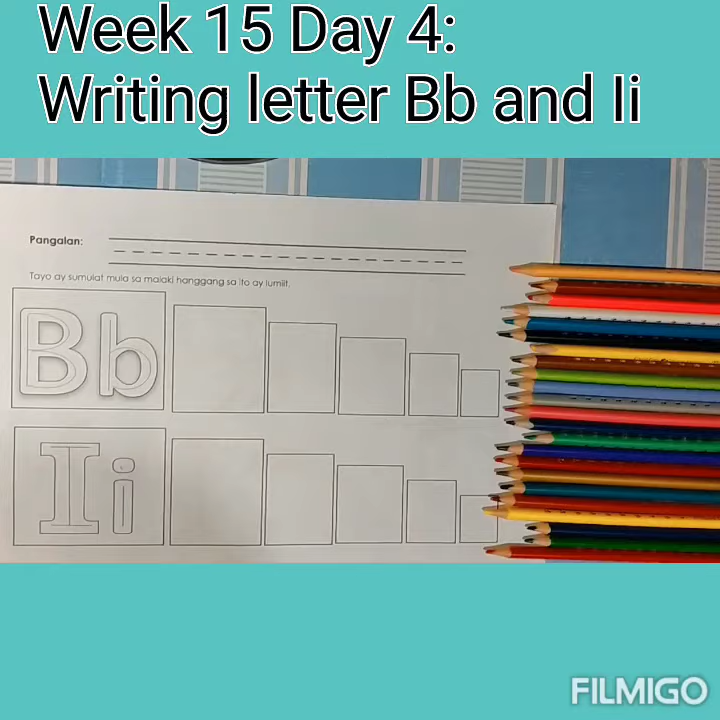 Week 15 Day 4:
Writing letter Bb and Ii
Pangalan:
Tayo ay sumulat mula sa malaki hanggang sa ito ay lumiit.
Bb
Ii
FILMIGO